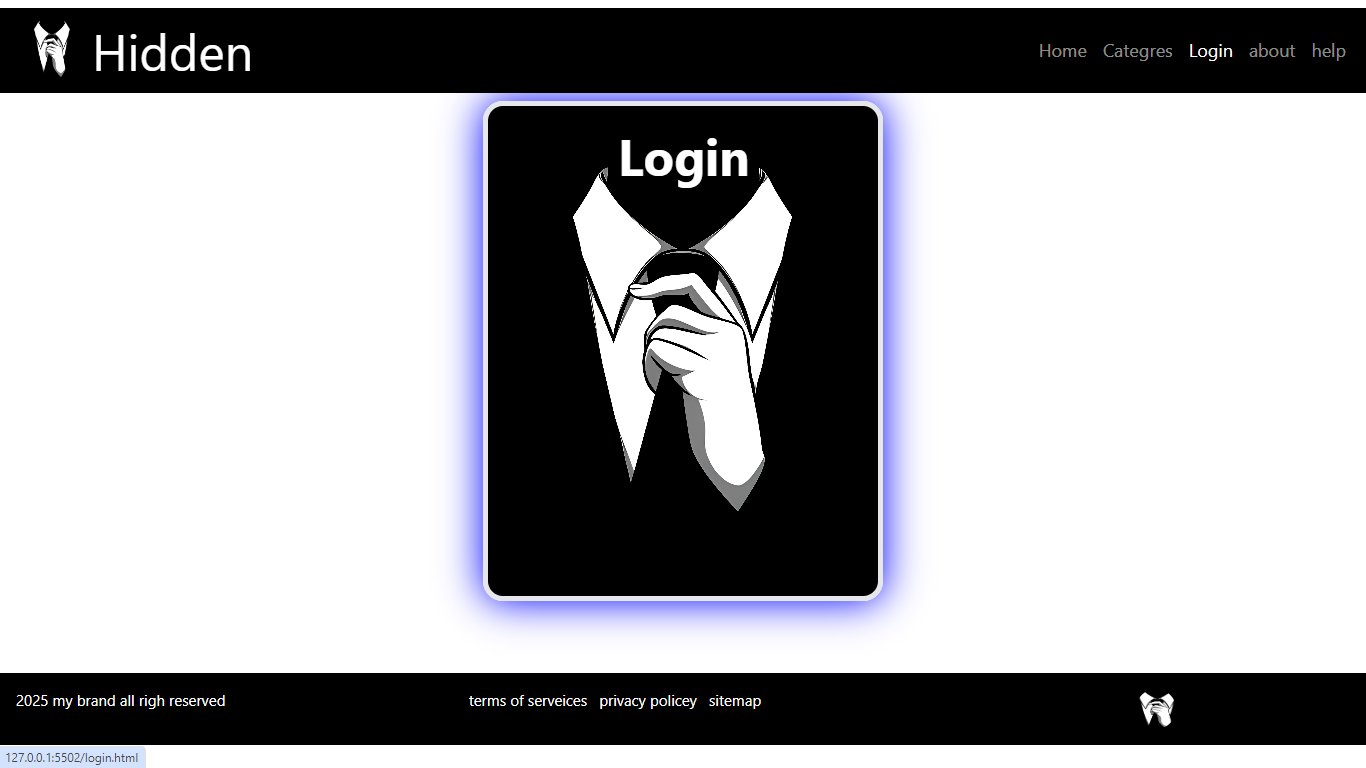 Hidden
Home Categres Login about help
Login
2025 my brand all righ reserved
terms of serveices privacy policey sitemap
127.0.0.1:5502/login.html